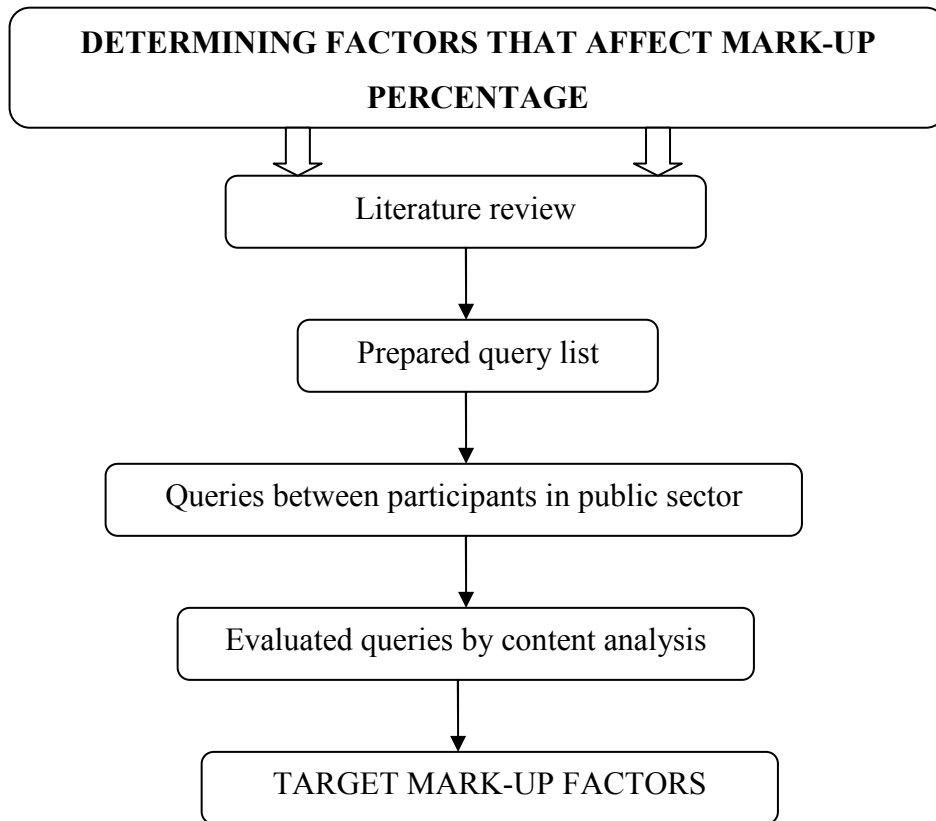 DETERMINING FACTORS THAT AFFECT MARK-UP
PERCENTAGE
Literature review
Prepared query list
Queries between participants in public sector
Evaluated queries by content analysis
TARGET MARK-UP FACTORS